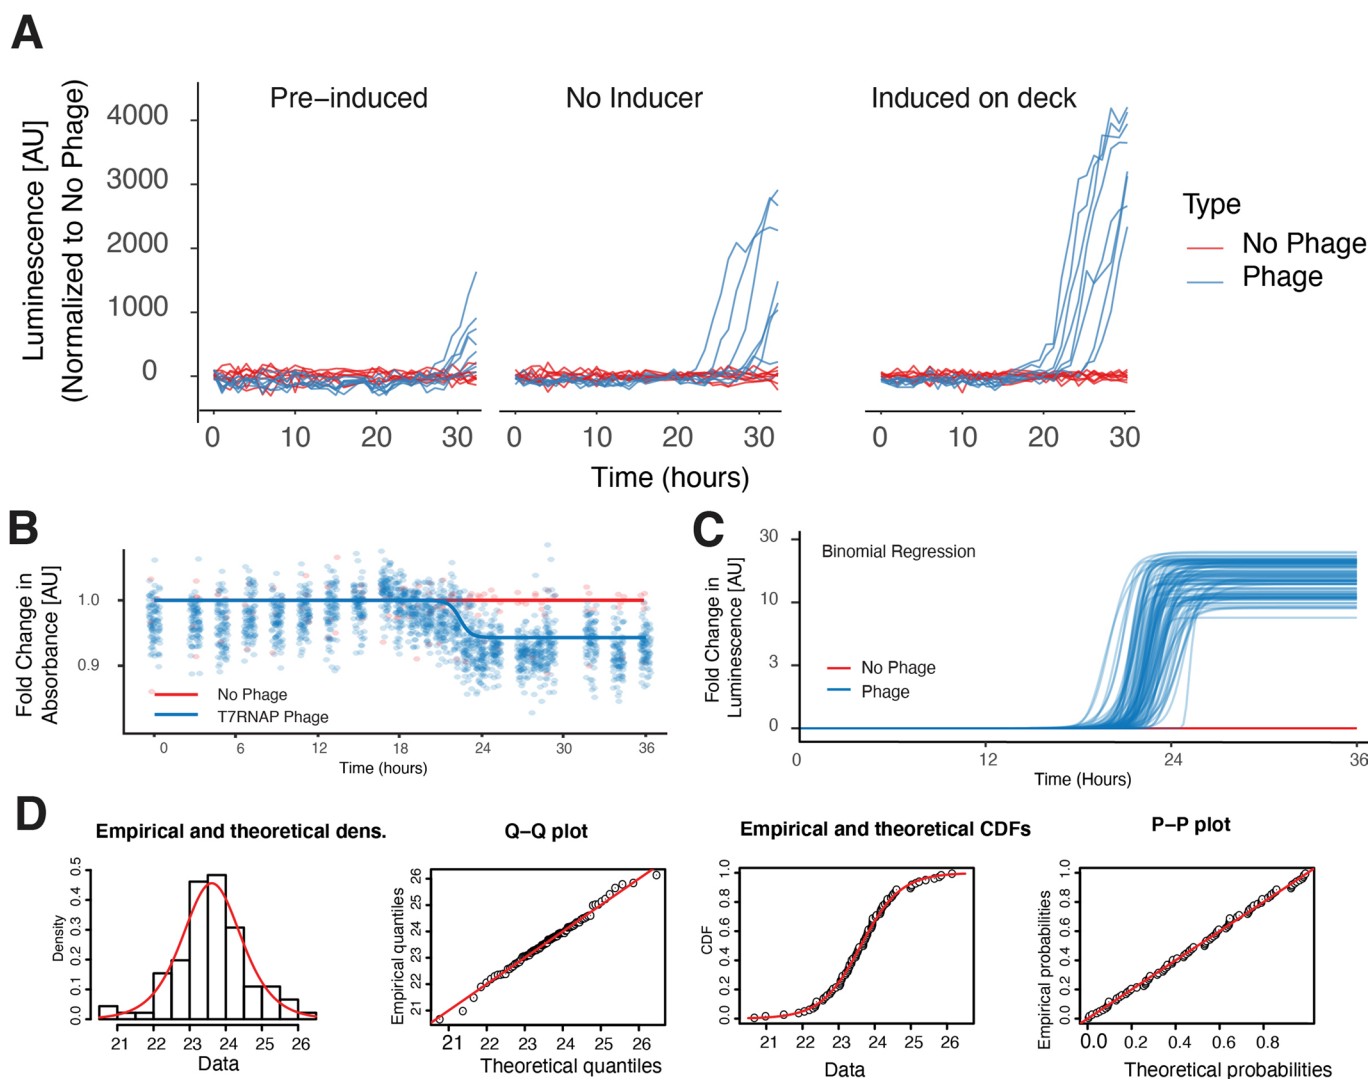 A
Luminescence [AU]
(Normalized to No Phage)
Pre–induced
No Inducer
Induced on deck
4000
3000
2000
1000
0
0 10 20 30
0 10 20 30
0 10 20 30
Time (hours)
Type
No Phage
Phage
B
Fold Change in
Absorbance [AU]
1.0
0.9
No Phage
T7RNAP Phage
0 6 12 18 24 30 36
Time (hours)
C
Fold Change in
Luminescence [AU]
30
10
3
0
Binomial Regression
No Phage
Phage
0 12 24 36
Time (Hours)
D
Empirical and theoretical dens.
Density
0.5
0.4
0.3
0.2
0.1
0.0
21 22 23 24 25 26
Data
Q–Q plot
Empirical quantiles
26
25
24
23
22
21
21 22 23 24 25 26
Theoretical quantiles
Empirical and theoretical CDFs
CDF
1.0
0.8
0.6
0.4
0.2
0.0
21 22 23 24 25 26
Data
P–P plot
Empirical probabilities
1.0
0.8
0.6
0.4
0.2
0.0
0.0 0.2 0.4 0.6 0.8
Theoretical probabilities